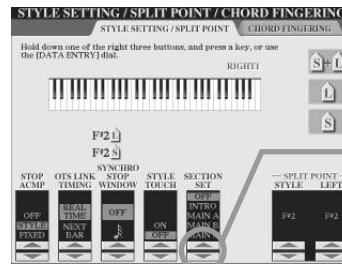 STYLE SETTING / SPLIT POINT / CHORD FINGERING
STYLE SETTING / SPLIT POINT
CHORD FINGERING
Hold down one of the right three buttons, and press a key, or use
the [DATA ENTRY] dial.
RIGHT1
S+L
L
S
F#2 L
F#2 S
STOP
ACMP
OTS LINK
TIMING
SYNCHRO
STOP
WINDOW
STYLE
TOUCH
SECTION
SET
SPLIT POINT
STYLE
LEFT
OFF
STYLE
FIXED
REAL
TIME
NEXT
BAR
OFF
ON
OFF
OFF
INTRO
MAIN A
MAIN B
MAIN
F#2
F#2